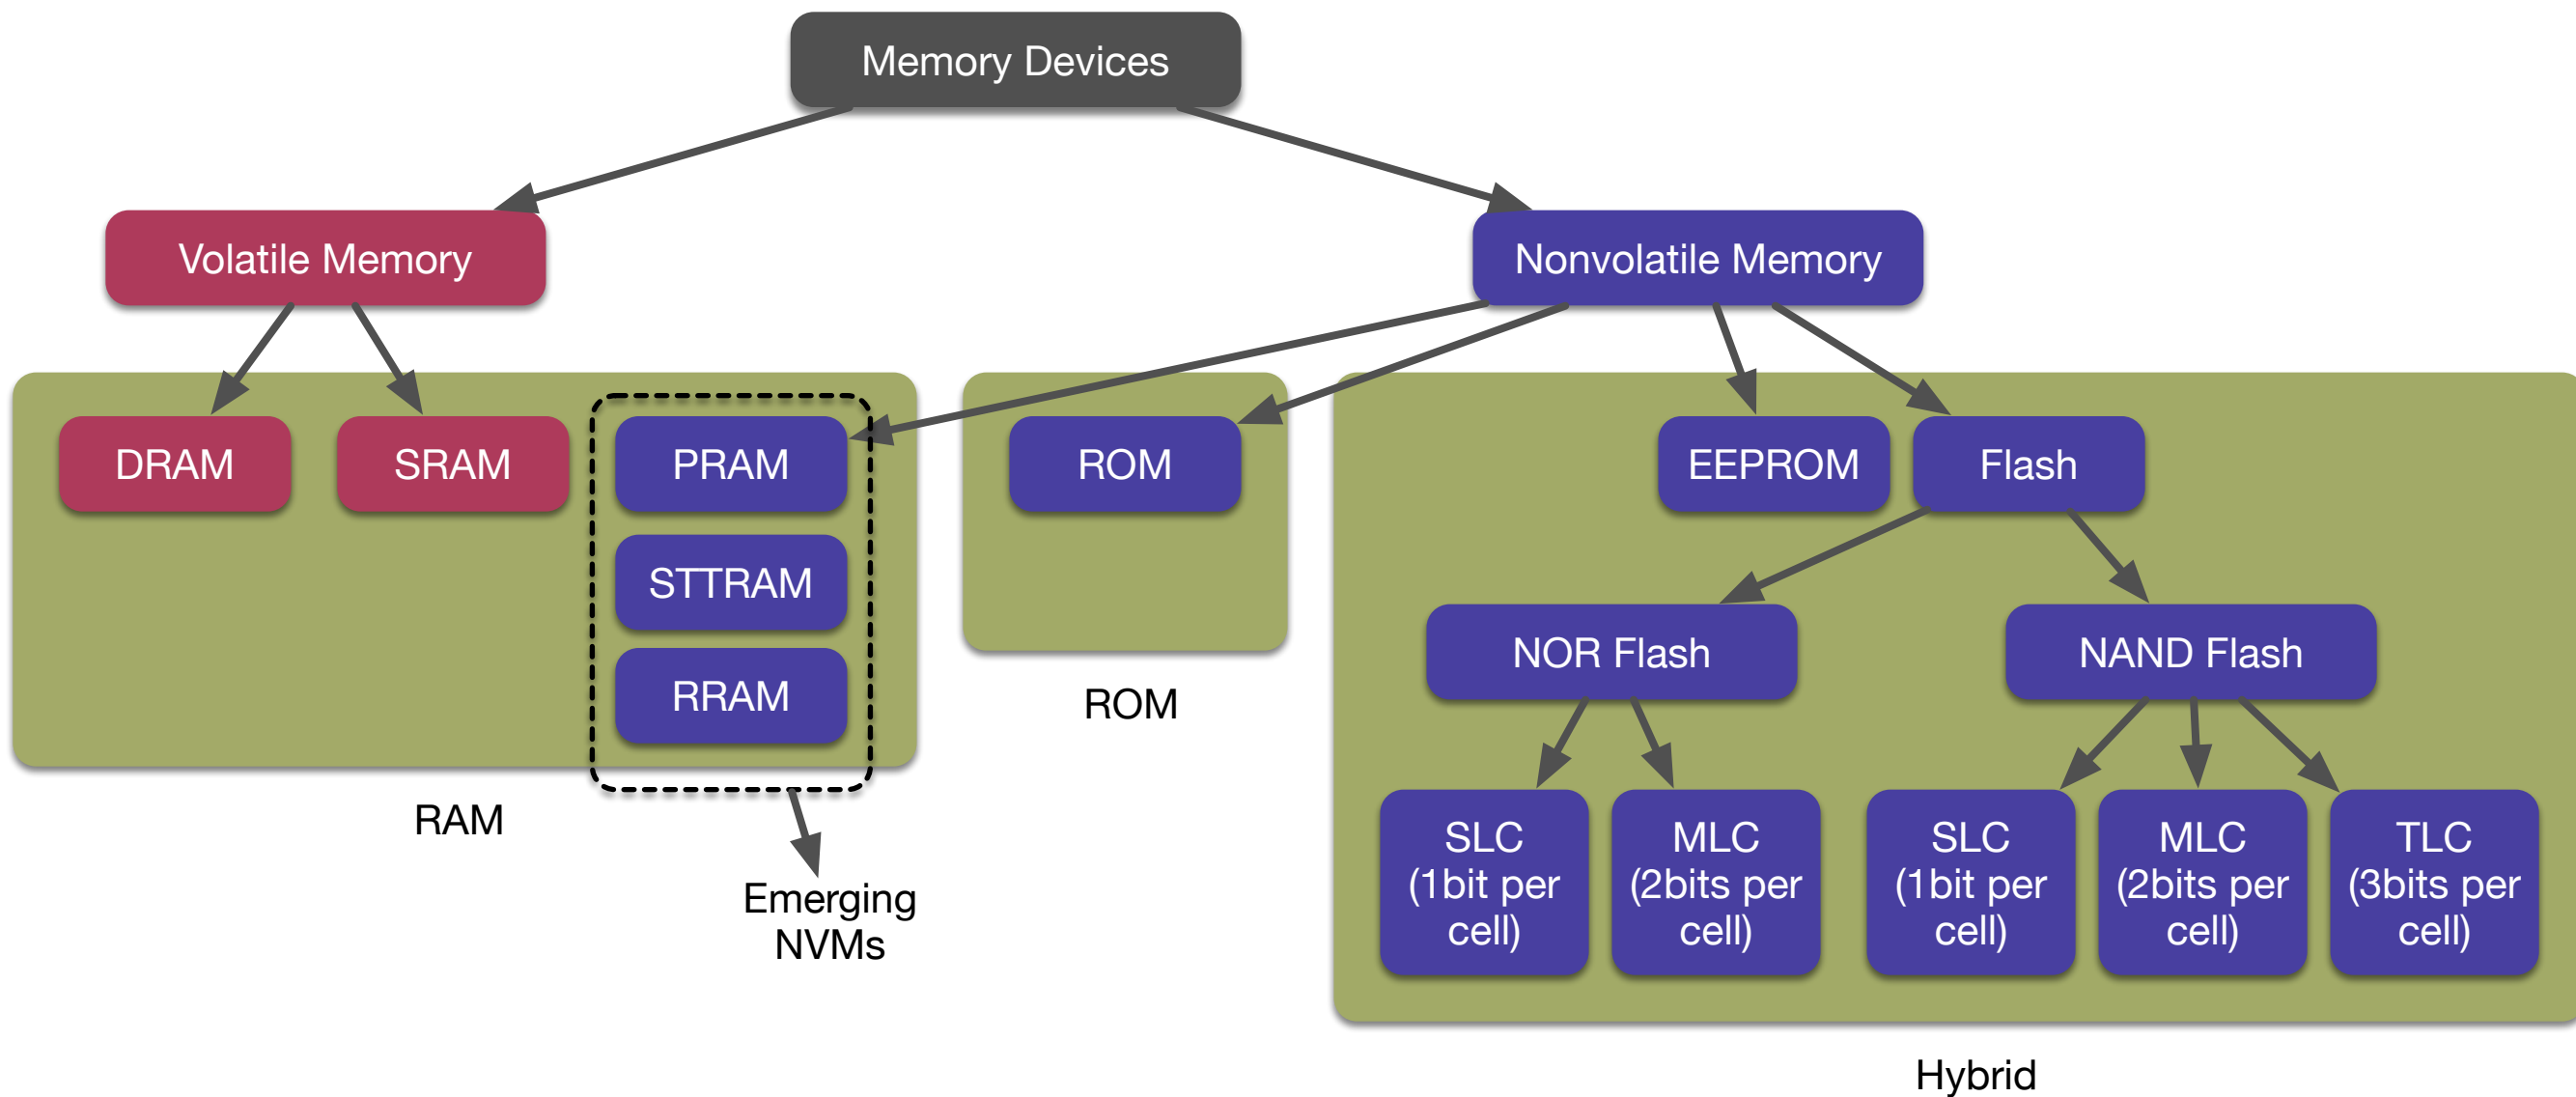 Memory Devices
Volatile Memory
Nonvolatile Memory
DRAM
SRAM
PRAM
ROM
EEPROM
Flash
STTRAM
RRAM
NOR Flash
NAND Flash
ROM
RAM
SLC
(1bit per
cell)
MLC
(2bits per
cell)
SLC
(1bit per
cell)
MLC
(2bits per
cell)
TLC
(3bits per
cell)
Emerging
NVMs
Hybrid